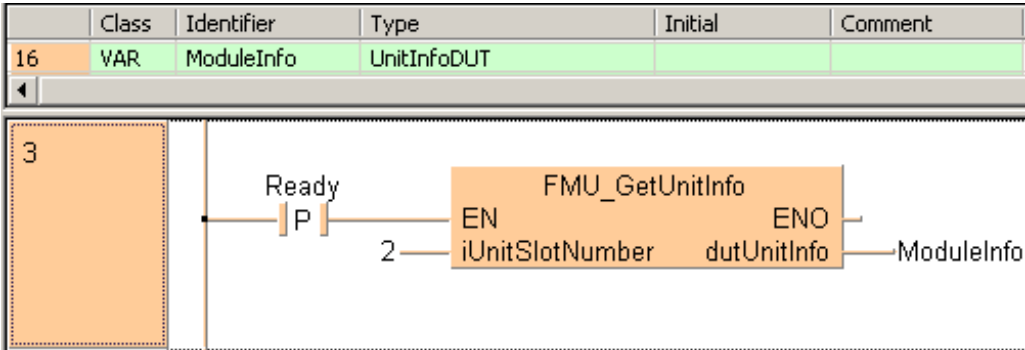 Class Identifier Type Initial Comment
16 VAR ModuleInfo UnitInfoDUT
3
Ready
P
FMU_GetUnitInfo
EN ENO
2 iUnitSlotNumber dutUnitInfo ModuleInfo